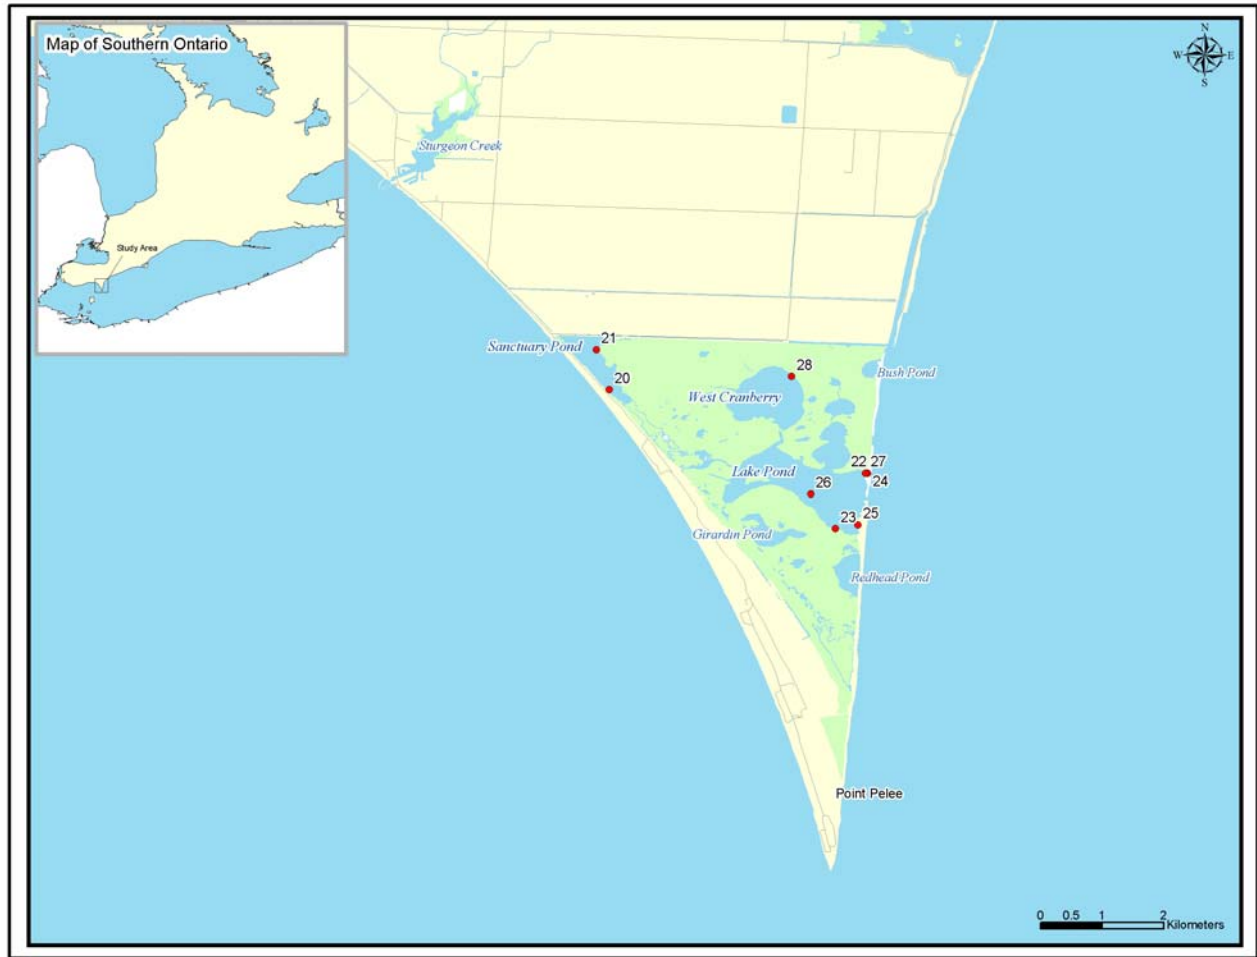 Map of Southern Ontario
N
W E
S
Sturgeon Creek
Study Area
21
Sanctuary Pond
28
Bush Pond
20
West Cranberry
22 27
Lake Pond
24
26
25
23
Girardin Pond
Redhead Pond
Point Pelee
0 0.5 1 2
Kilometers